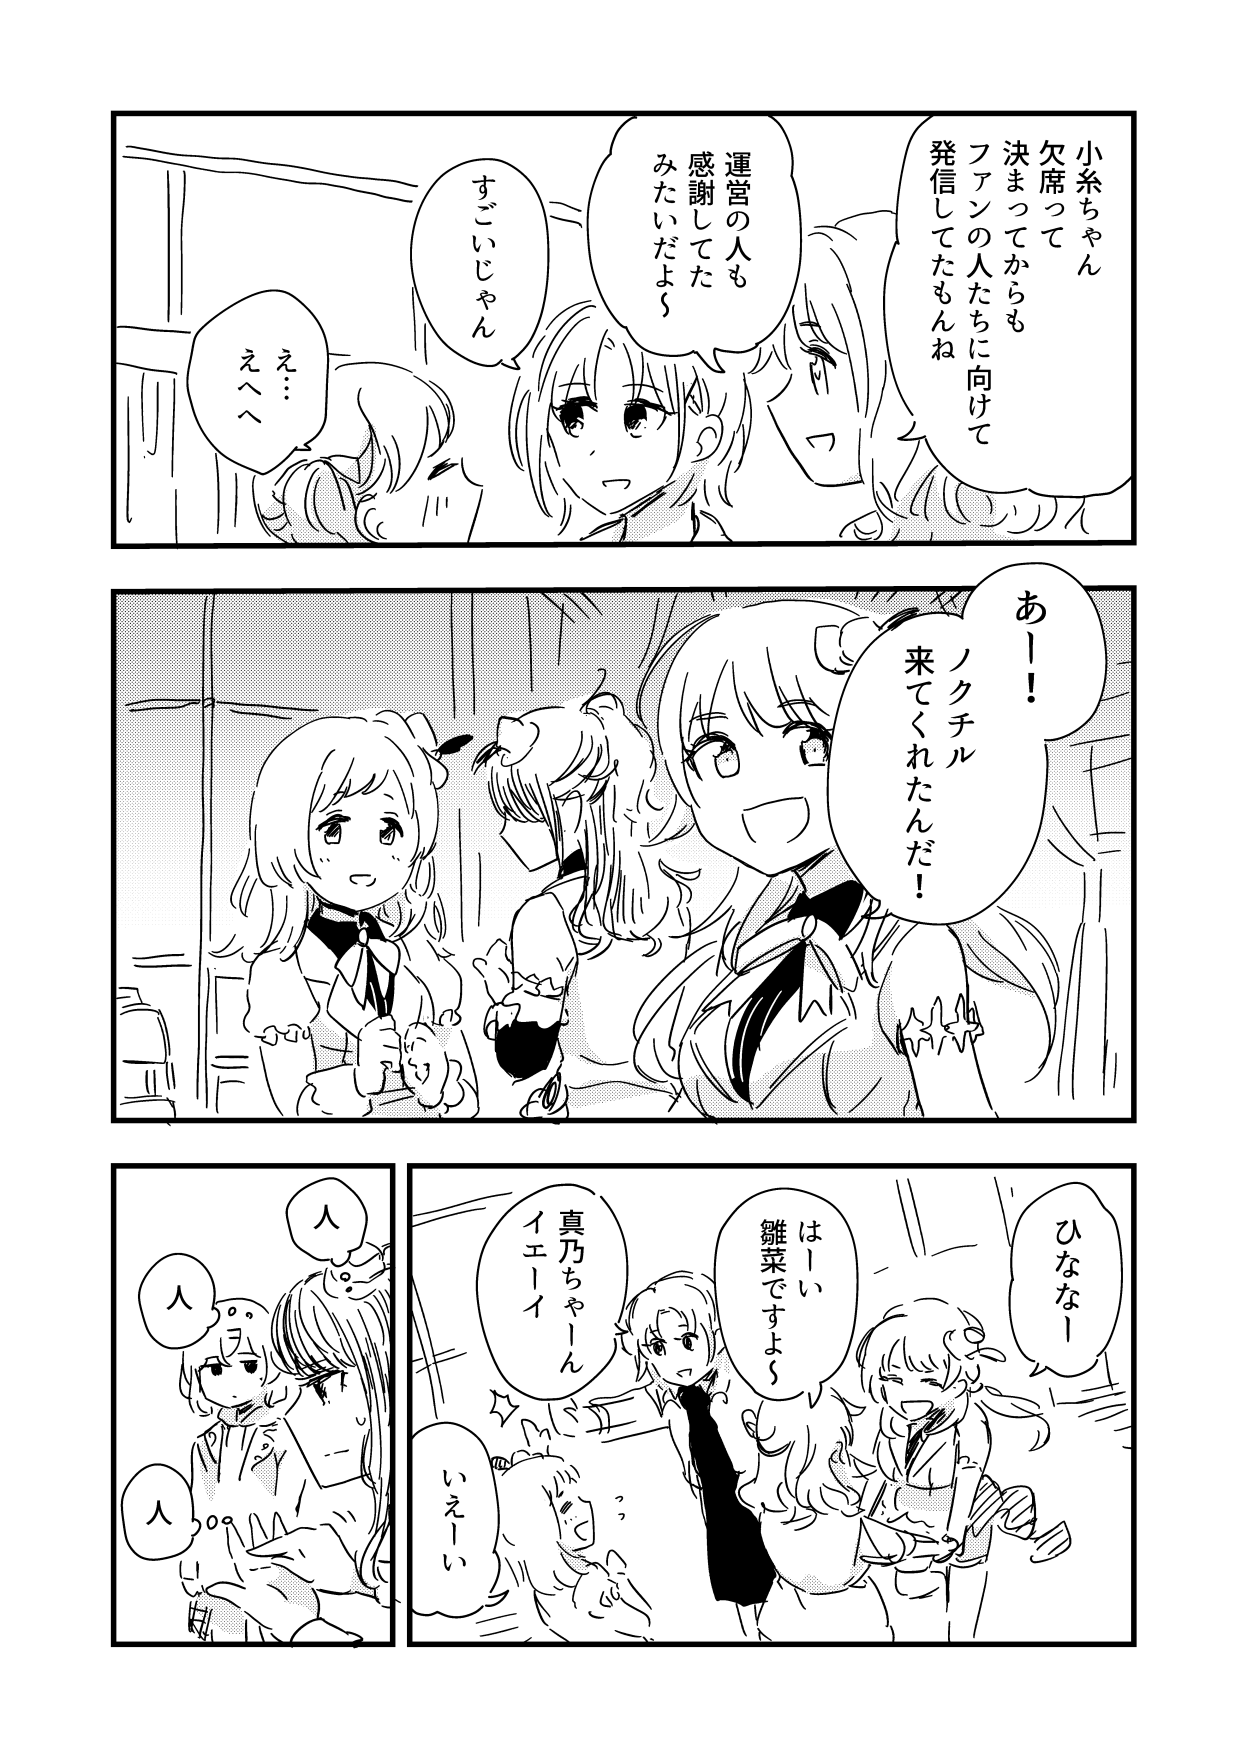 小糸ちゃん
欠席って
決まってからも
ファンの人たちに向けて
発信してたもんね
運営の人も
感謝してた
みたいだよ～
すごいじゃん
え…
えへへ
あー！
ノクチル
来てくれたんだ！
ひななー
はーい
雛菜ですよ～
真乃ちゃーん
イエーイ
いえーい
人
人
ヲ
人